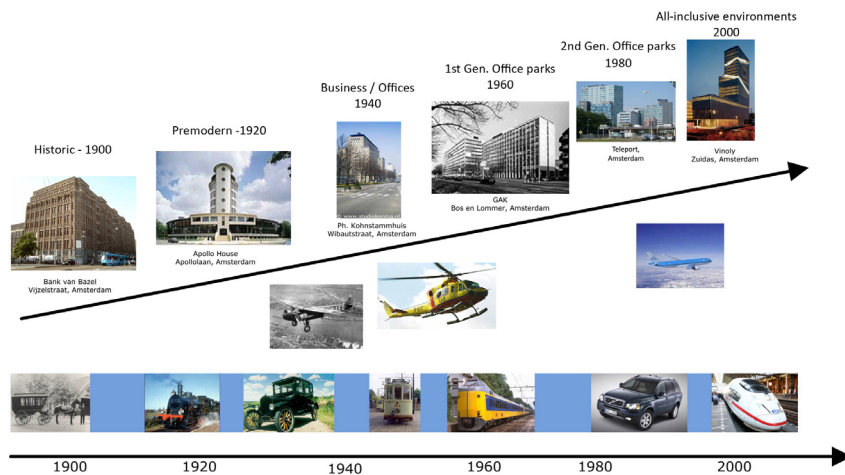 All-inclusive environments
2000
2nd Gen. Office parks
1980
1st Gen. Office parks
1960
Business / Offices
1940
Premodern -1920
Historic - 1900
Bank van Bazel
Vijzelstraat, Amsterdam
Apollo House
Apollolaan, Amsterdam
Ph. Kohnstammhuis
Wibautstraat, Amsterdam
GAK
Bos en Lommer, Amsterdam
Teleport,
Amsterdam
Vinoly
Zuidas, Amsterdam
1900
1920
1940
1960
1980
2000